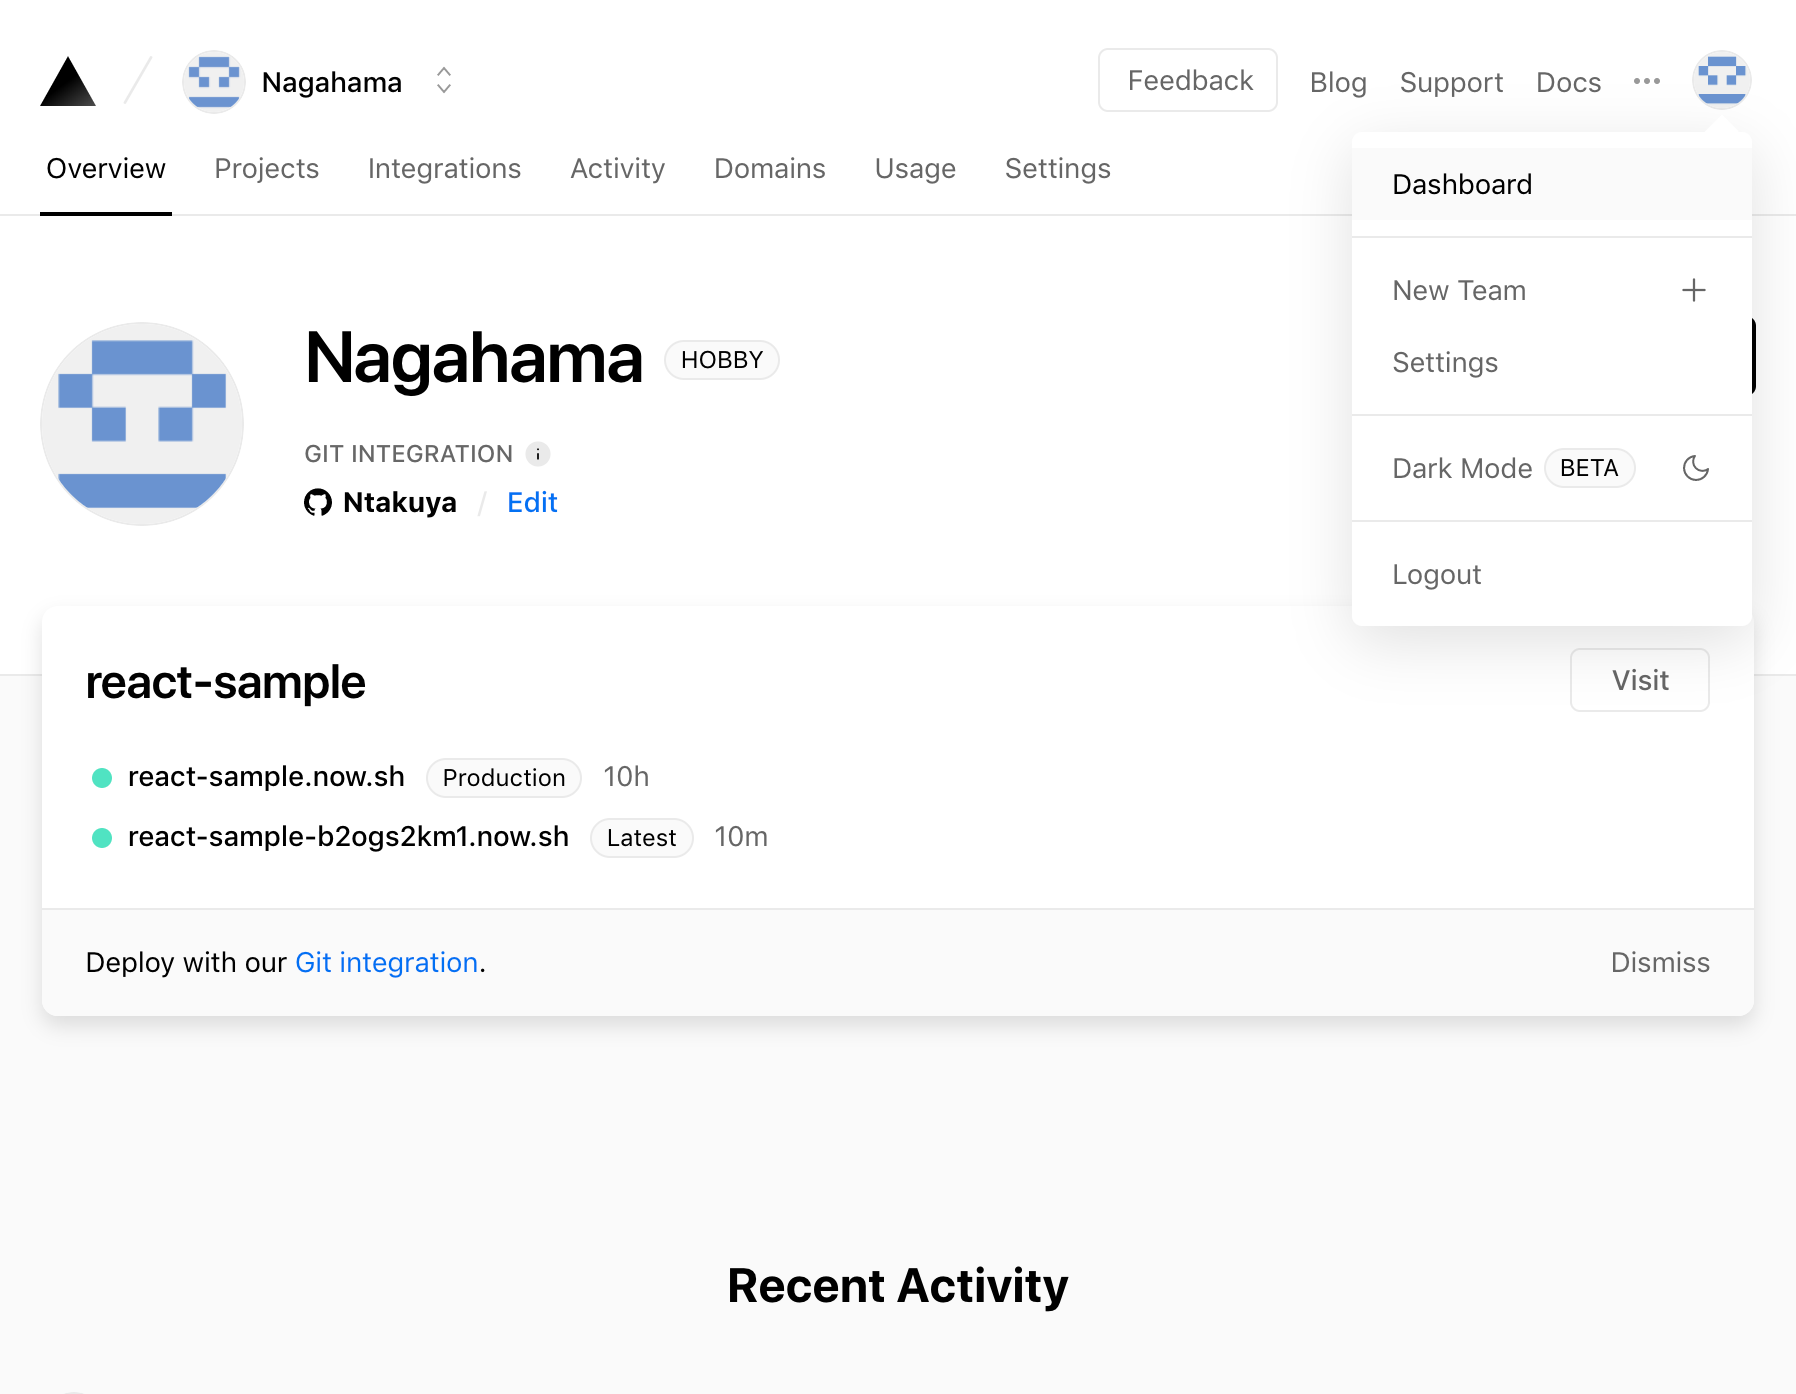 Nagahama
Feedback Blog Support Docs
Overview Projects Integrations Activity Domains Usage Settings
Dashboard
New Team
Settings
Dark Mode BETA
Logout
Nagahama HOBBY
GIT INTEGRATION i
Ntakuya / Edit
react-sample
Visit
react-sample.now.sh Production 10h
react-sample-b2ogs2km1.now.sh Latest 10m
Deploy with our Git integration.
Dismiss
Recent Activity